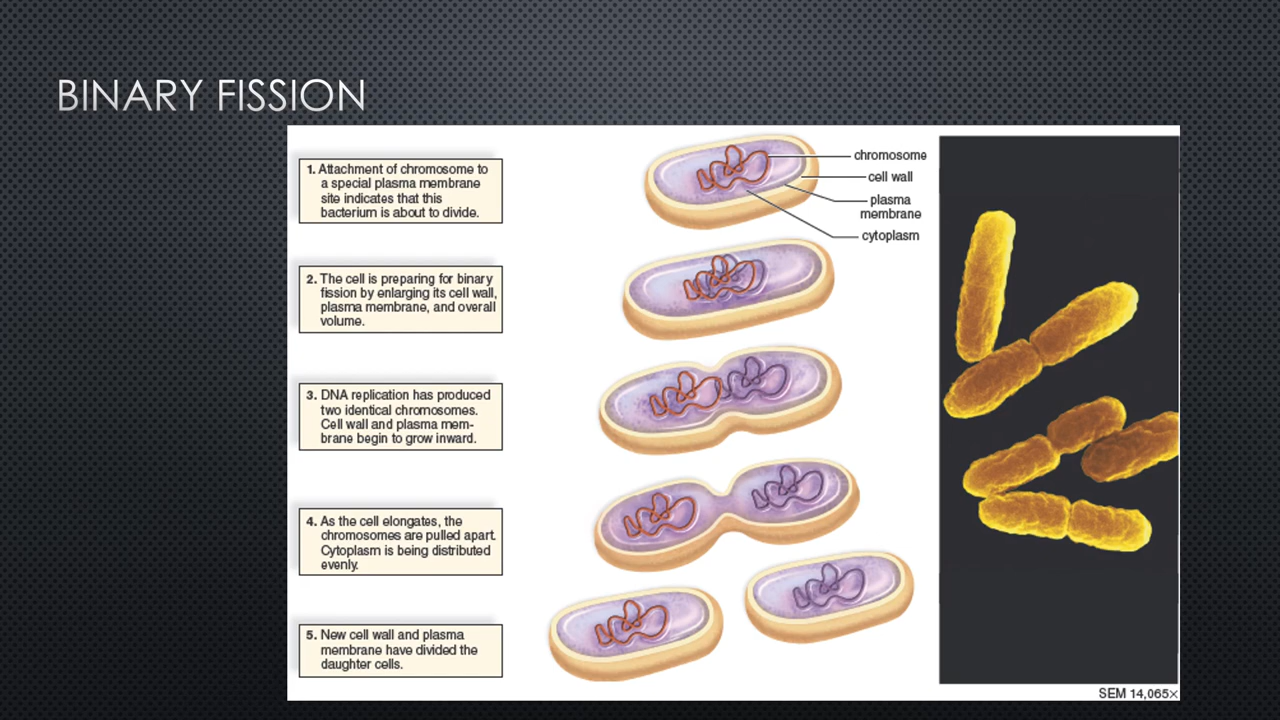 BINARY FISSION
1. Attachment of chromosome to
a special plasma membrane
site indicates that this
bacterium is about to divide.
chromosome
cell wall
plasma
membrane
cytoplasm
2. The cell is preparing for binary
fission by enlarging its cell wall,
plasma membrane, and overall
volume.
3. DNA replication has produced
two identical chromosomes.
Cell wall and plasma mem-
brane begin to grow inward.
4. As the cell elongates, the
chromosomes are pulled apart.
Cytoplasm is being distributed
evenly.
5. New cell wall and plasma
membrane have divided the
daughter cells.
SEM 14,065×